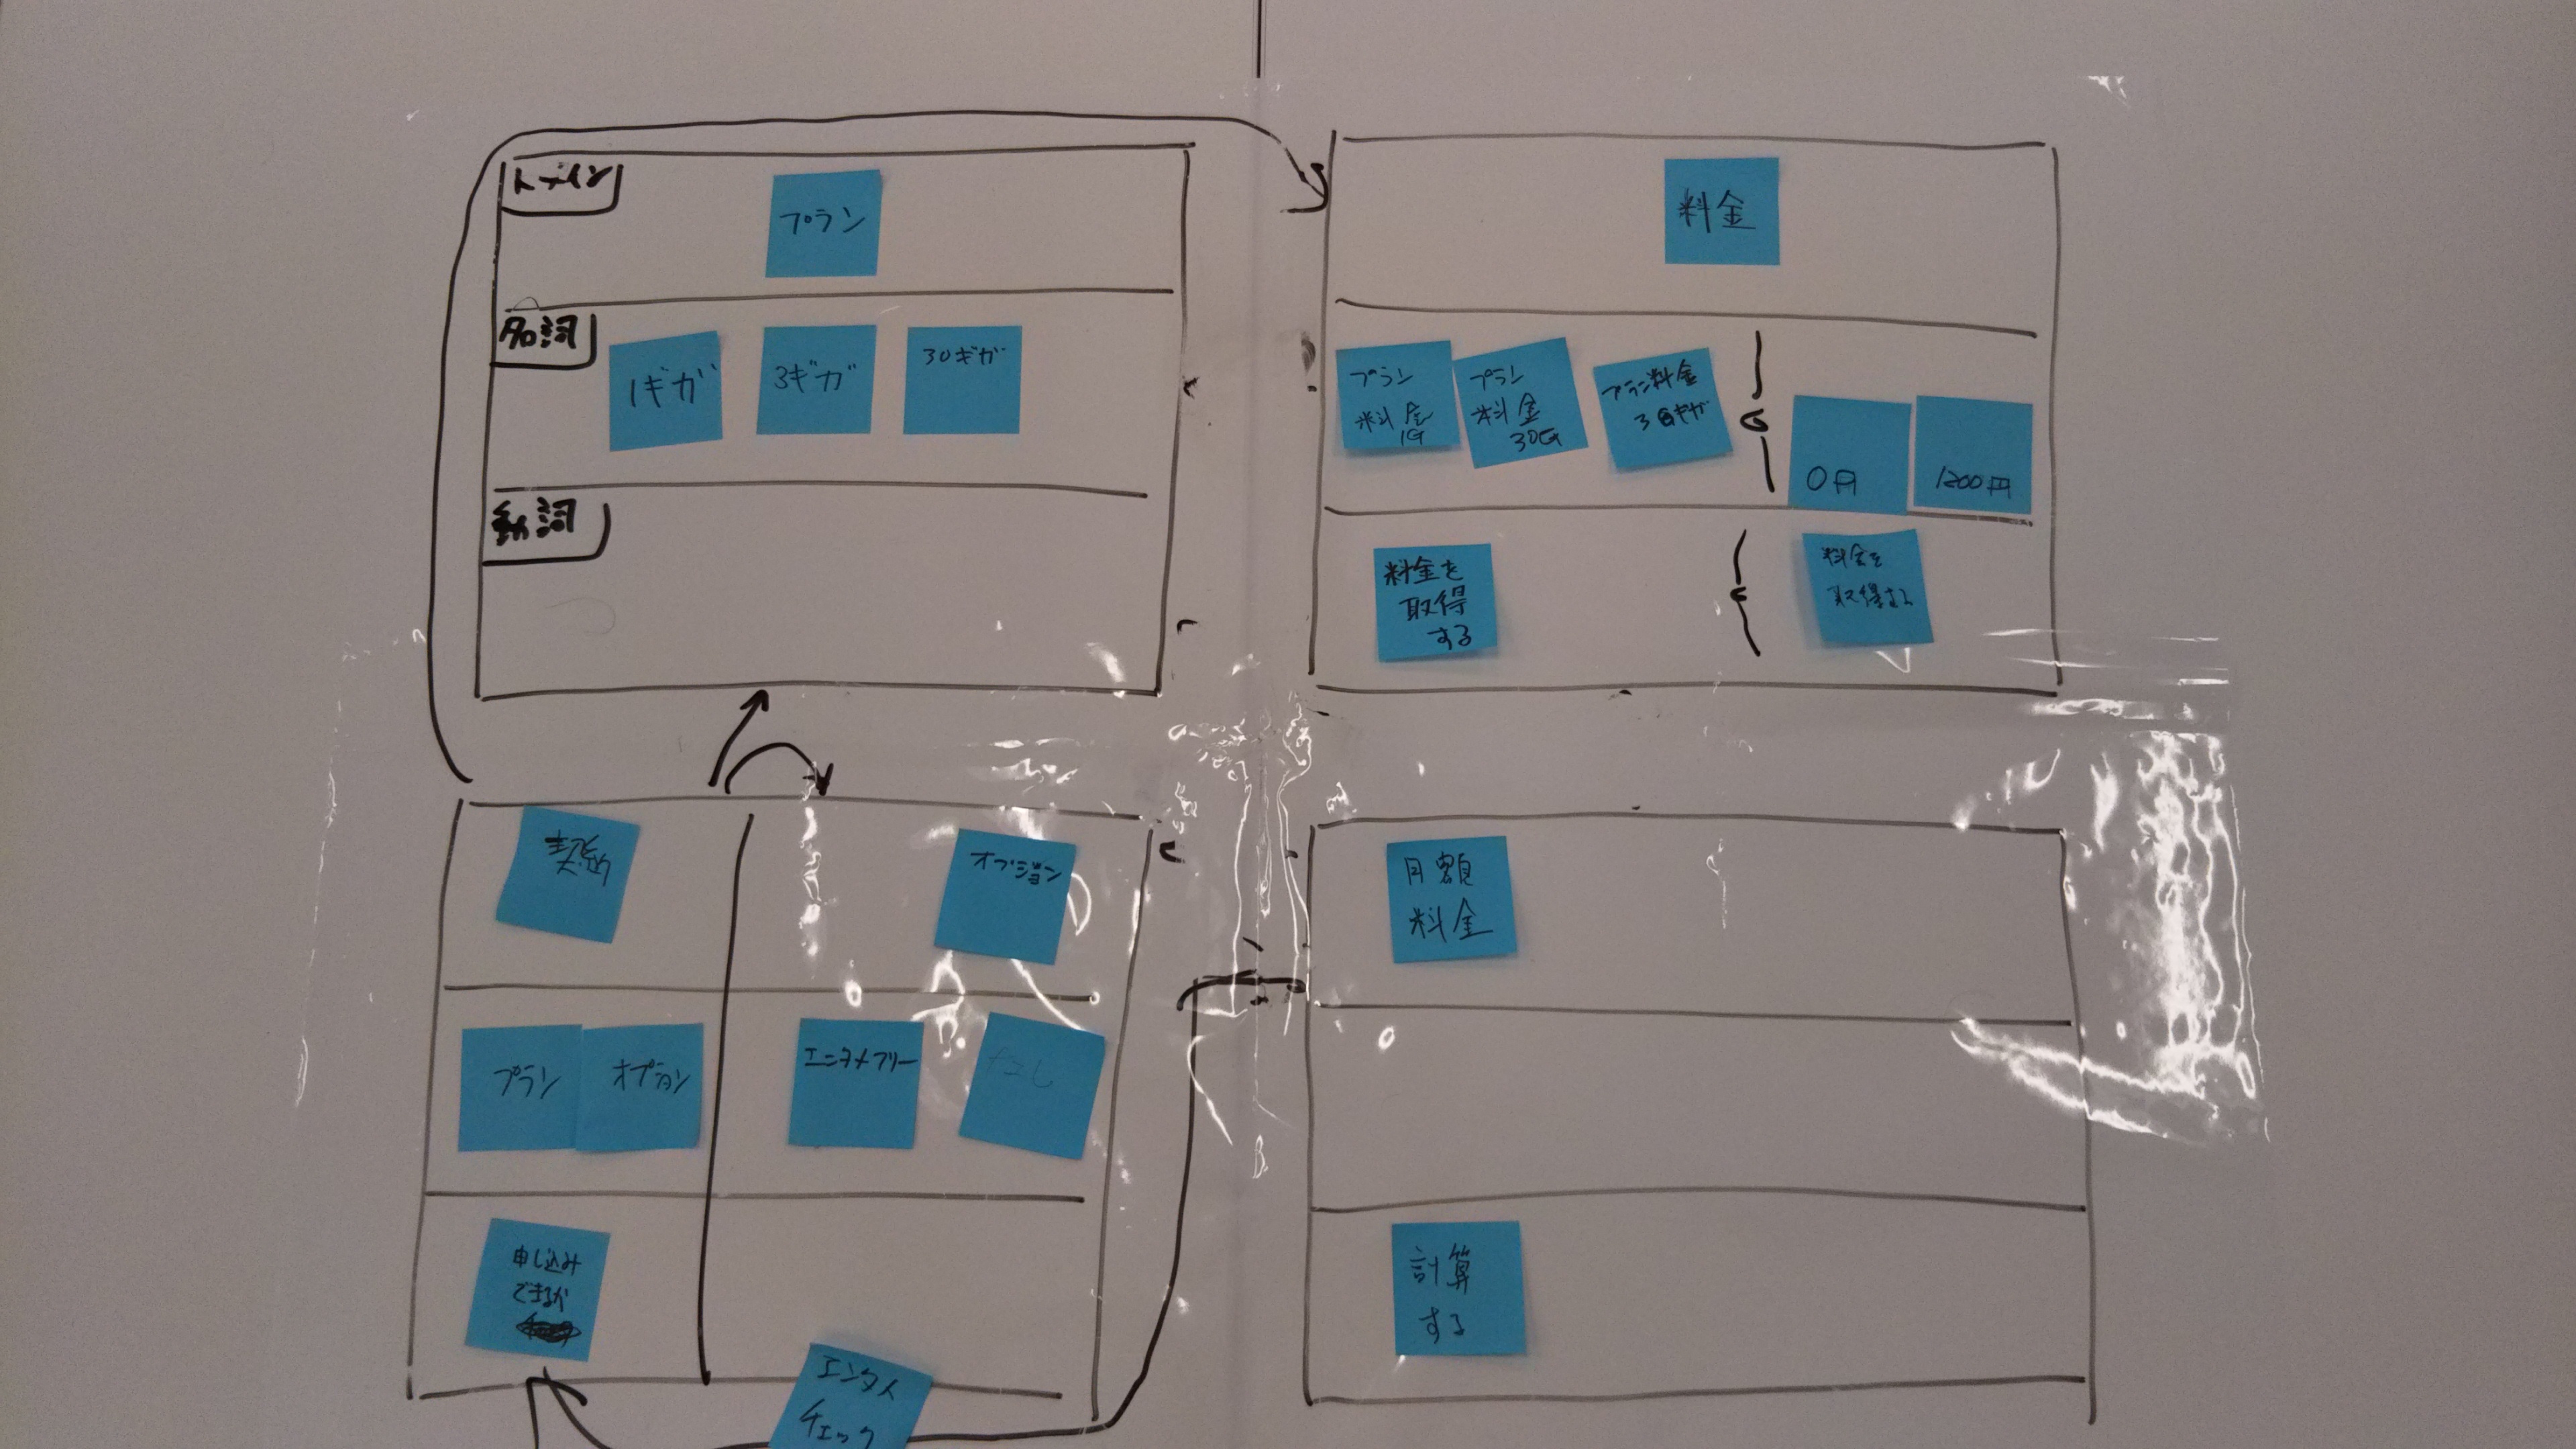 ドメイン
プラン
名詞
1ギガ
3ギガ
30ギガ
動詞
料金
プラン
料金
1G
プラン
料金
30G
プラン料金
3ギガ
0円
1200円
料金を
取得
する
料金を
取得する
契約
オプション
プラン
オプション
エンタメフリー
なし
申し込み
できるか
エンタメ
チェック
月額
料金
計算
する